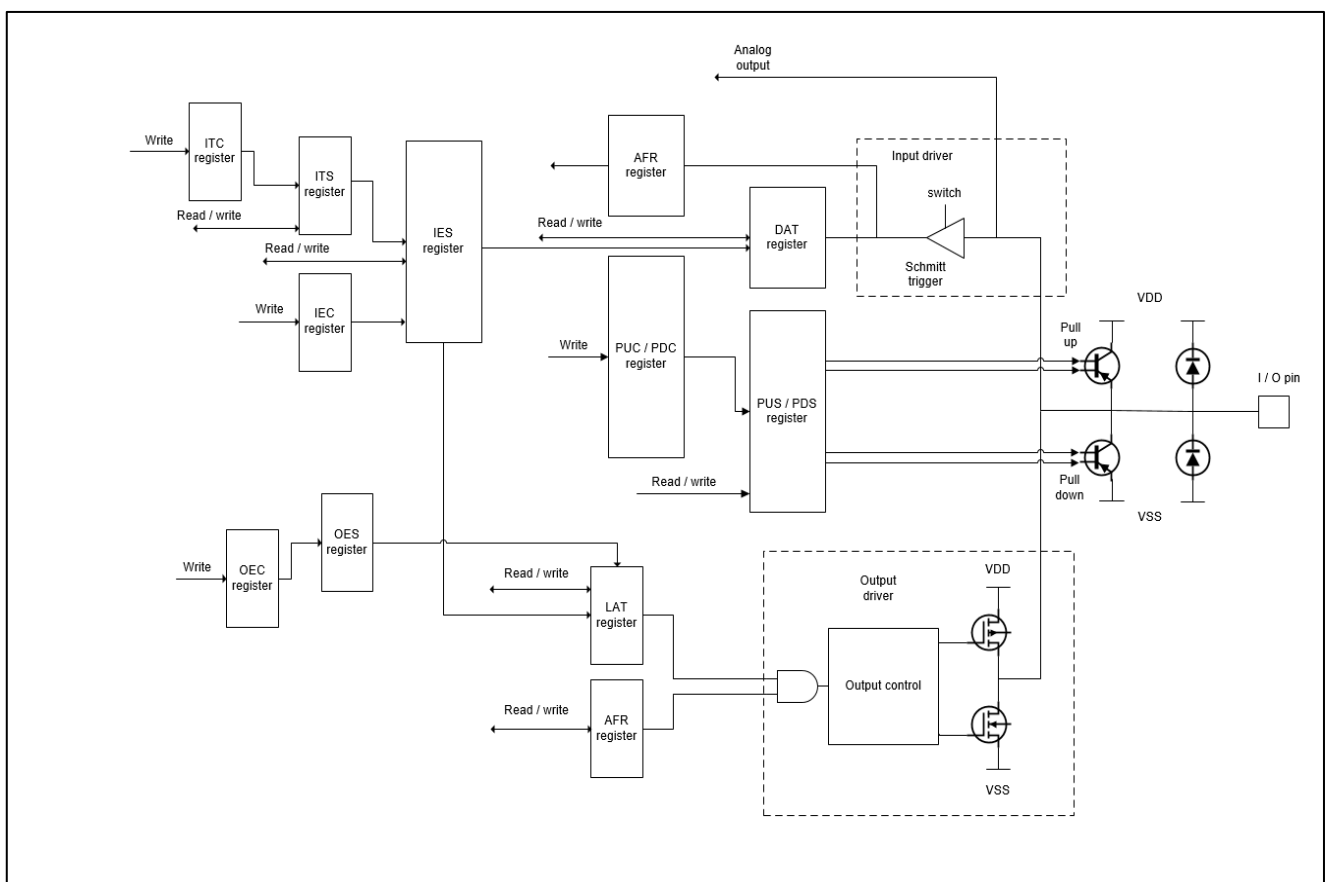 Analog
output
Write
ITC
register
ITS
register
Read / write
Read / write
IES
register
Write
IEC
register
AFR
register
Read / write
DAT
register
Input driver
switch
Schmitt
trigger
Write
PUC / PDC
register
PUS / PDS
register
Read / write
VDD
Pull
up
I / O pin
Pull
down
VSS
Write
OEC
register
OES
register
Read / write
LAT
register
Read / write
AFR
register
Output
driver
Output control
VDD
VSS